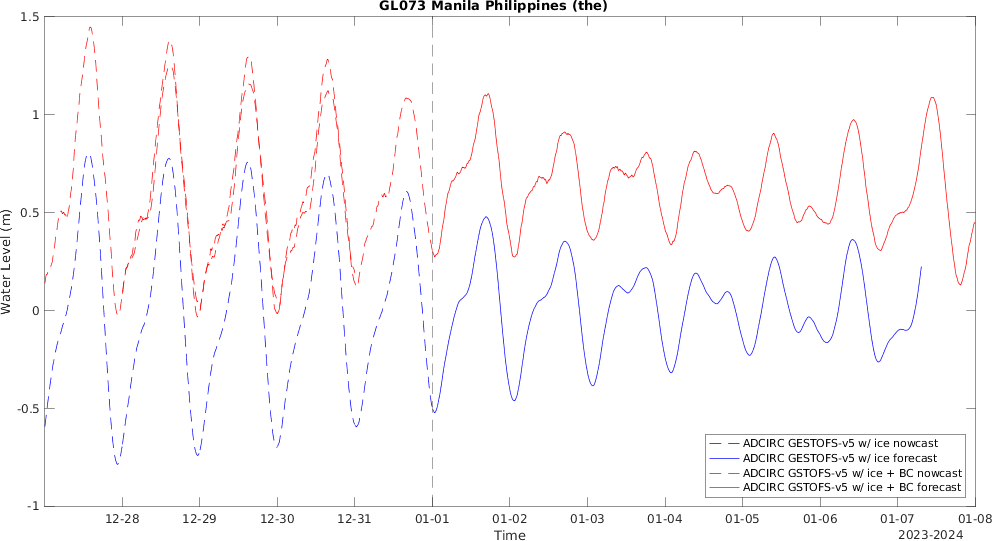 GL073 Manila Philippines (the)
Water Level (m)
1.5
1
0.5
0
-0.5
-1
ADCIRC GESTOFS-v5 w/ ice nowcast
ADCIRC GESTOFS-v5 w/ ice forecast
ADCIRC GSTOFS-v5 w/ ice + BC nowcast
ADCIRC GSTOFS-v5 w/ ice + BC forecast
12-28 12-29 12-30 12-31 01-01 01-02 01-03 01-04 01-05 01-06 01-07 01-08
Time
2023-2024